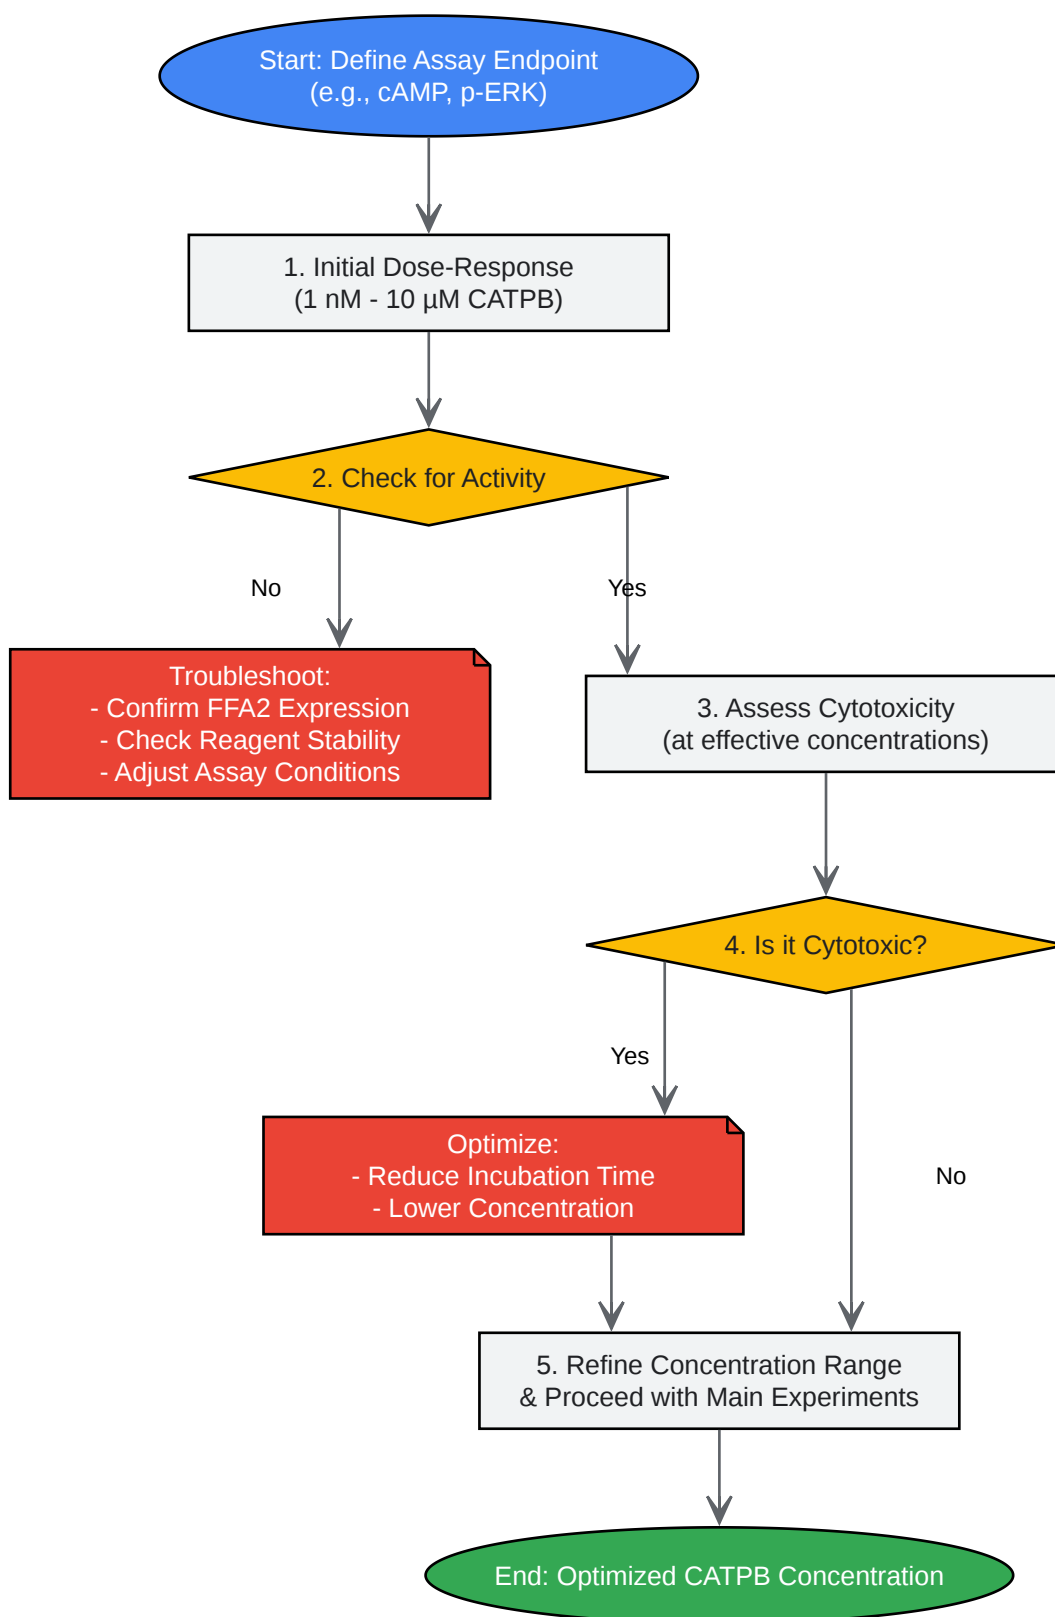 Start: Define Assay Endpoint
(e.g., cAMP, p-ERK)
1. Initial Dose-Response
(1 nM - 10 µM CATPB)
2. Check for Activity
No
Yes
Troubleshoot:
- Confirm FFA2 Expression
- Check Reagent Stability
- Adjust Assay Conditions
3. Assess Cytotoxicity
(at effective concentrations)
4. Is it Cytotoxic?
Yes
Optimize:
- Reduce Incubation Time
- Lower Concentration
No
5. Refine Concentration Range
& Proceed with Main Experiments
End: Optimized CATPB Concentration